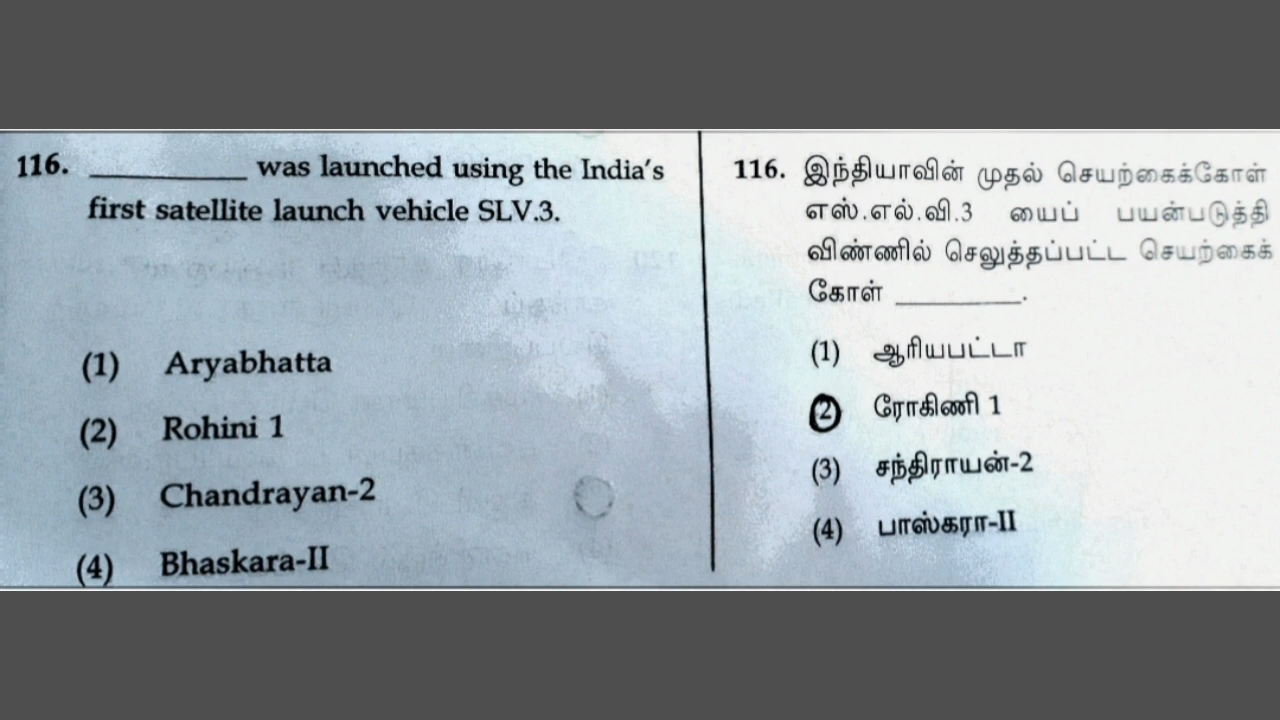 116. __________ was launched using the India's
first satellite launch vehicle SLV.3.
(1) Aryabhatta
(2) Rohini 1
(3) Chandrayan-2
(4) Bhaskara-II
116. இந்தியாவின் முதல் செயற்கைக்கோள்
எஸ்.எல்.வி.3 யைப் பயன்படுத்தி
விண்ணில் செலுத்தப்பட்ட செயற்கைக்
கோள் __________.
(1) ஆரியபட்டா
(2) ரோகிணி 1
(3) சந்திராயன்-2
(4) பாஸ்கரா-II